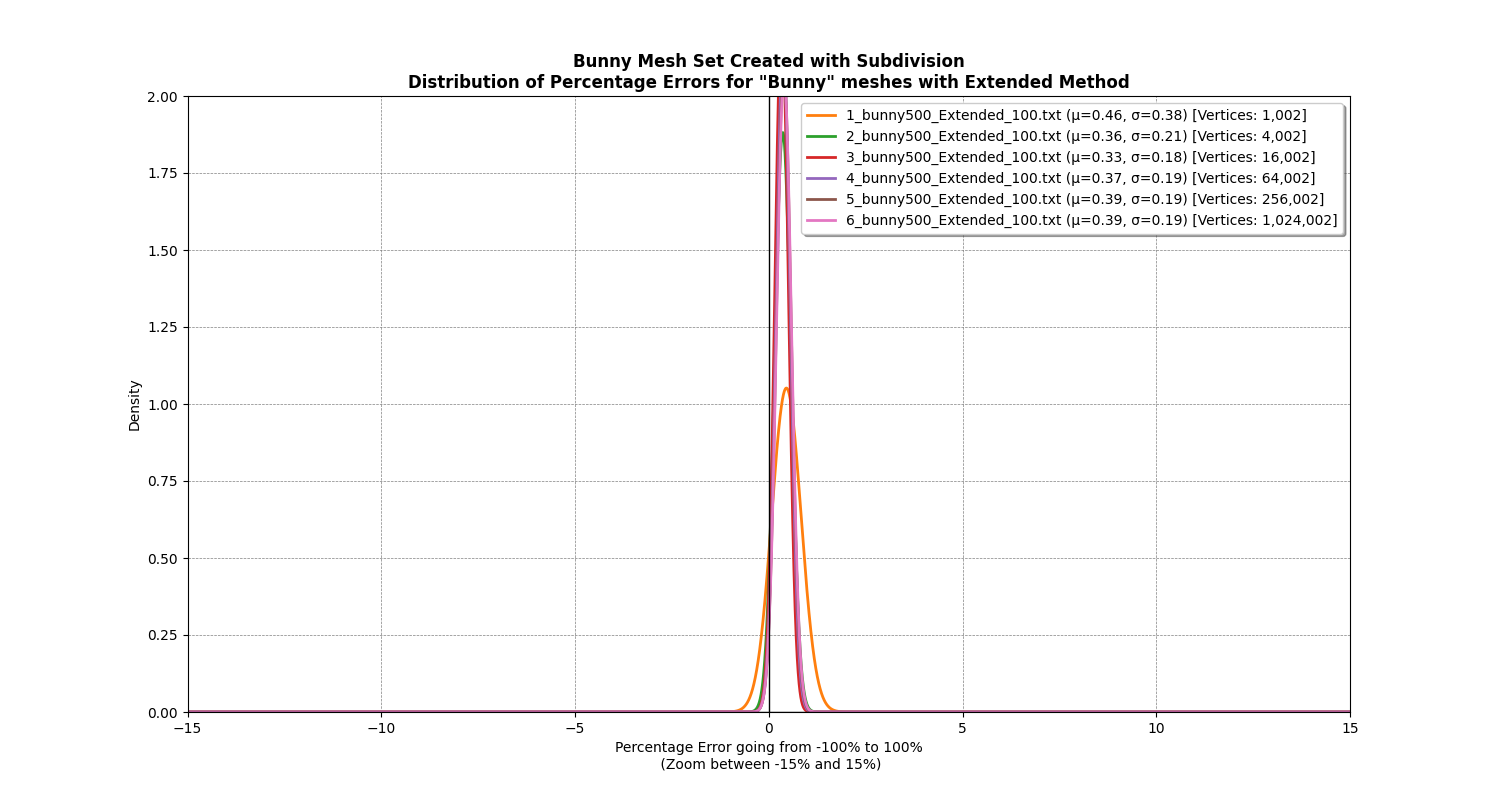 Bunny Mesh Set Created with Subdivision
Distribution of Percentage Errors for "Bunny" meshes with Extended Method
2.00
1.75
1.50
1.25
1.00
0.75
0.50
0.25
0.00
Density
1_bunny500_Extended_100.txt (μ=0.46, σ=0.38) [Vertices: 1,002]
2_bunny500_Extended_100.txt (μ=0.36, σ=0.21) [Vertices: 4,002]
3_bunny500_Extended_100.txt (μ=0.33, σ=0.18) [Vertices: 16,002]
4_bunny500_Extended_100.txt (μ=0.37, σ=0.19) [Vertices: 64,002]
5_bunny500_Extended_100.txt (μ=0.39, σ=0.19) [Vertices: 256,002]
6_bunny500_Extended_100.txt (μ=0.39, σ=0.19) [Vertices: 1,024,002]
−15 −10 −5 0 5 10 15
Percentage Error going from -100% to 100%
(Zoom between -15% and 15%)